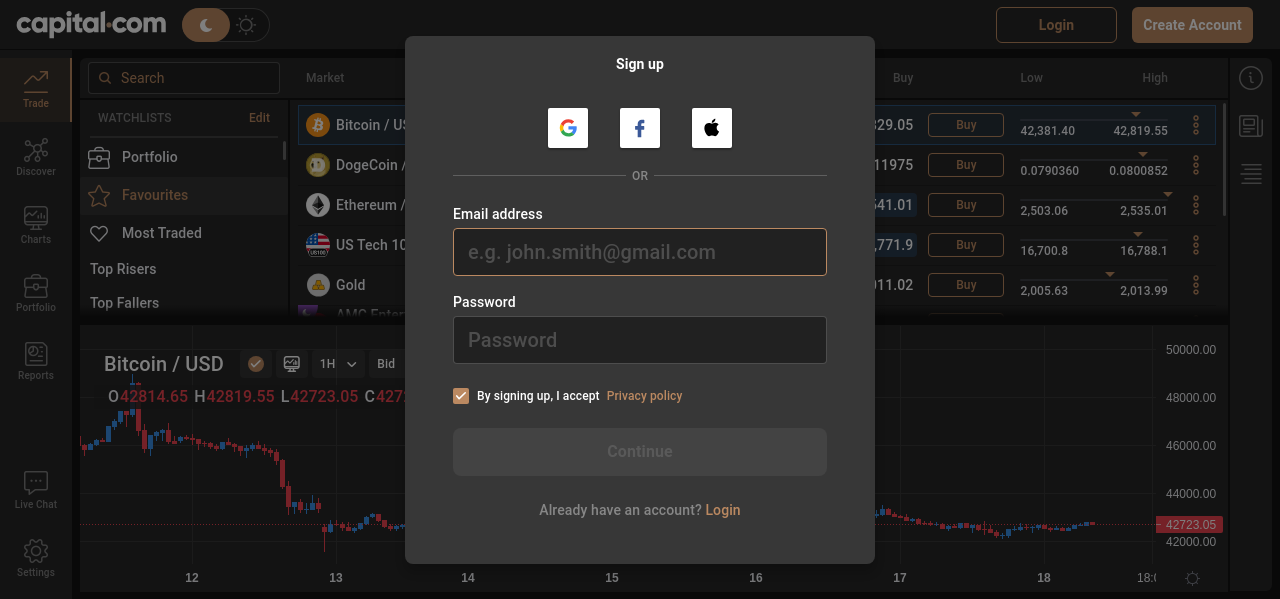 capital.com
Login
Create Account
Trade
Discover
Charts
Portfolio
Reports
Live Chat
Settings
Search
WATCHLISTS Edit
Portfolio
Favourites
Most Traded
Top Risers
Top Fallers
Market Buy Low High
Bitcoin / US 329.05 Buy 42,381.40 42,819.55
DogeCoin / 11975 Buy 0.0790360 0.0800852
Ethereum / 541.01 Buy 2,503.06 2,535.01
US Tech 10 ,771.9 Buy 16,700.8 16,788.1
Gold 11.02 Buy 2,005.63 2,013.99
AMC Enter
Sign up
OR
Email address
e.g. john.smith@gmail.com
Password
Password
By signing up, I accept Privacy policy
Continue
Already have an account? Login
Bitcoin / USD 1H Bid
O42814.65 H42819.55 L42723.05 C427
50000.00
48000.00
46000.00
44000.00
42723.05
42000.00
12 13 14 15 16 17 18 18: